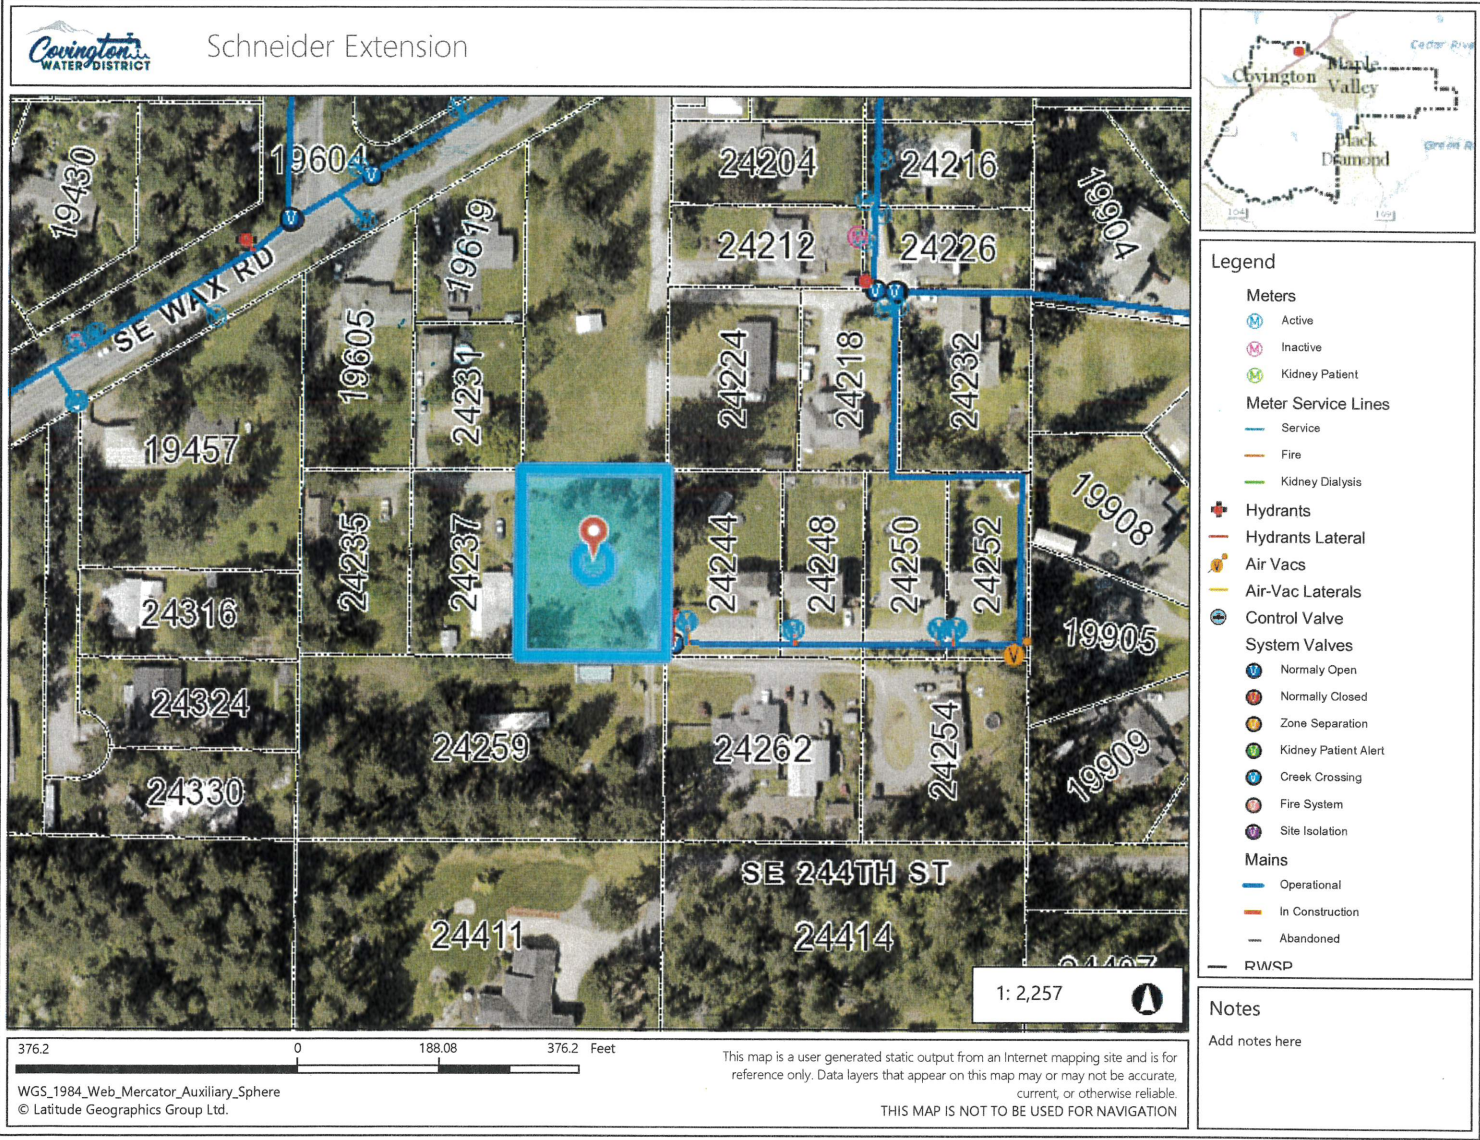 Covington
WATER DISTRICT
Schneider Extension
Cedar River
Covington
Maple
Valley
Black
Diamond
Green R
164
169
19430
19604
24204
24216
19904
19619
24212
24226
SE WAX RD
19605
24231
24224
24218
24232
19457
19908
24235
24237
24244
24248
24250
24252
24316
19905
24324
24259
24262
24254
19909
24330
SE 244TH ST
24411
24414
1: 2,257
Legend
Meters
Active
Inactive
Kidney Patient
Meter Service Lines
Service
Fire
Kidney Dialysis
Hydrants
Hydrants Lateral
Air Vacs
Air-Vac Laterals
Control Valve
System Valves
Normaly Open
Normally Closed
Zone Separation
Kidney Patient Alert
Creek Crossing
Fire System
Site Isolation
Mains
Operational
In Construction
Abandoned
RWSP
Notes
Add notes here
376.2 0 188.08 376.2 Feet
WGS_1984_Web_Mercator_Auxiliary_Sphere
© Latitude Geographics Group Ltd.
This map is a user generated static output from an Internet mapping site and is for
reference only. Data layers that appear on this map may or may not be accurate,
current, or otherwise reliable.
THIS MAP IS NOT TO BE USED FOR NAVIGATION